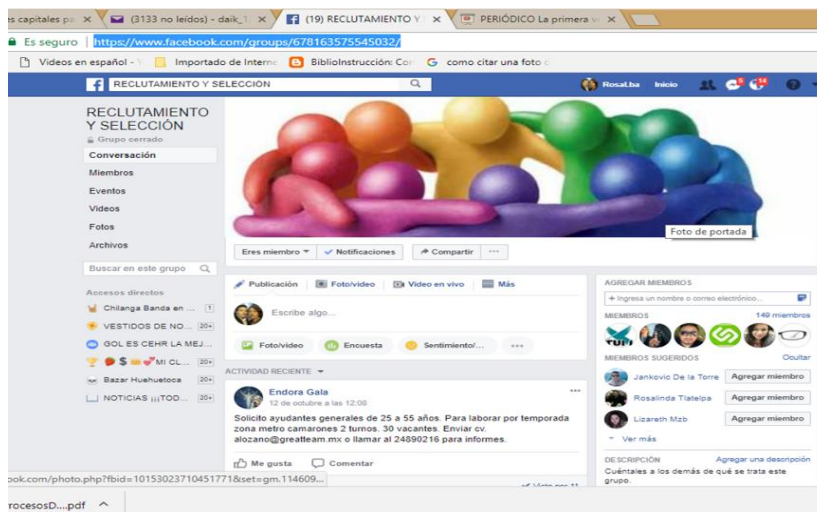 es capitales pa
(3133 no leídos) - daik_1
(19) RECLUTAMIENTO Y
PERIÓDICO La primera v
Es seguro | https://www.facebook.com/groups/678163575545032/
Videos en español -
Importado de Interne
BiblioInstrucción: Con
como citar una foto d
RECLUTAMIENTO Y SELECCIÓN
RosaLba
Inicio
RECLUTAMIENTO
Y SELECCIÓN
Grupo cerrado
Conversación
Miembros
Eventos
Videos
Fotos
Archivos
Buscar en este grupo
Accesos directos
Chilanga Banda en ... 1
VESTIDOS DE NO... 20+
GOL ES CEHR LA MEJ...
MI CL... 20+
Bazar Huehuetoca 20+
NOTICIAS ¡¡¡TOD... 20+
Foto de portada
Eres miembro
Notificaciones
Compartir
Publicación
Foto/video
Video en vivo
Más
Escribe algo...
Foto/video
Encuesta
Sentimiento/...
ACTIVIDAD RECIENTE
Endora Gala
12 de octubre a las 12:08
Solicito ayudantes generales de 25 a 55 años. Para laborar por temporada
zona metro camarones 2 turnos. 30 vacantes. Enviar cv.
alozano@greatteam.mx o llamar al 24890216 para informes.
Me gusta
Comentar
AGREGAR MIEMBROS
+ Ingresa un nombre o correo electrónico...
MIEMBROS
149 miembros
MIEMBROS SUGERIDOS
Ocultar
Jankovic De la Torre
Agregar miembro
Rosalinda Tlatelpa
Agregar miembro
Lizareth Mzb
Agregar miembro
Ver más
DESCRIPCIÓN
Agregar una descripción
Cuéntales a los demás de qué se trata este
grupo.
ook.com/photo.php?fbid=10153023710451771&set=gm.114609...
rocesosD....pdf